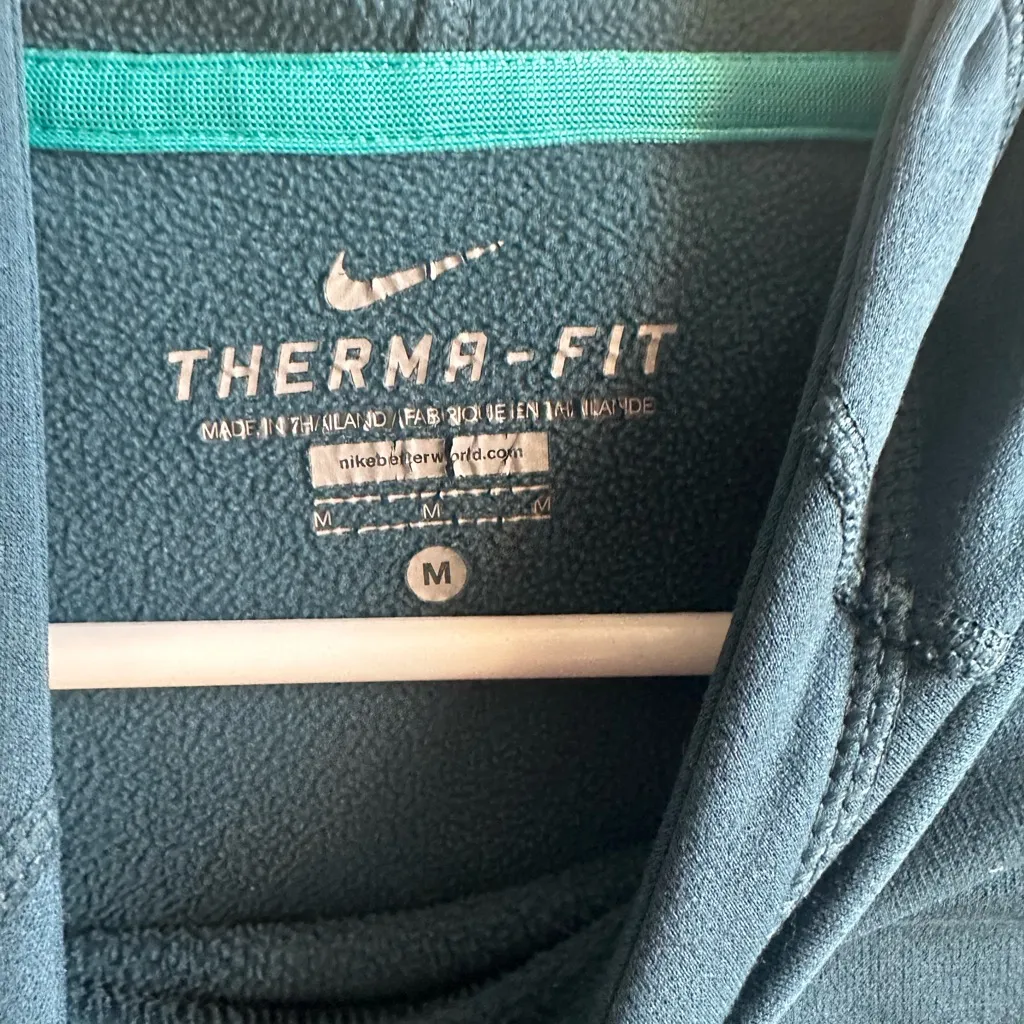 THERMA-FIT
MADE IN THAILAND / FABRIQUE EN THAILANDE
nikebetterworld.com
M M M
M